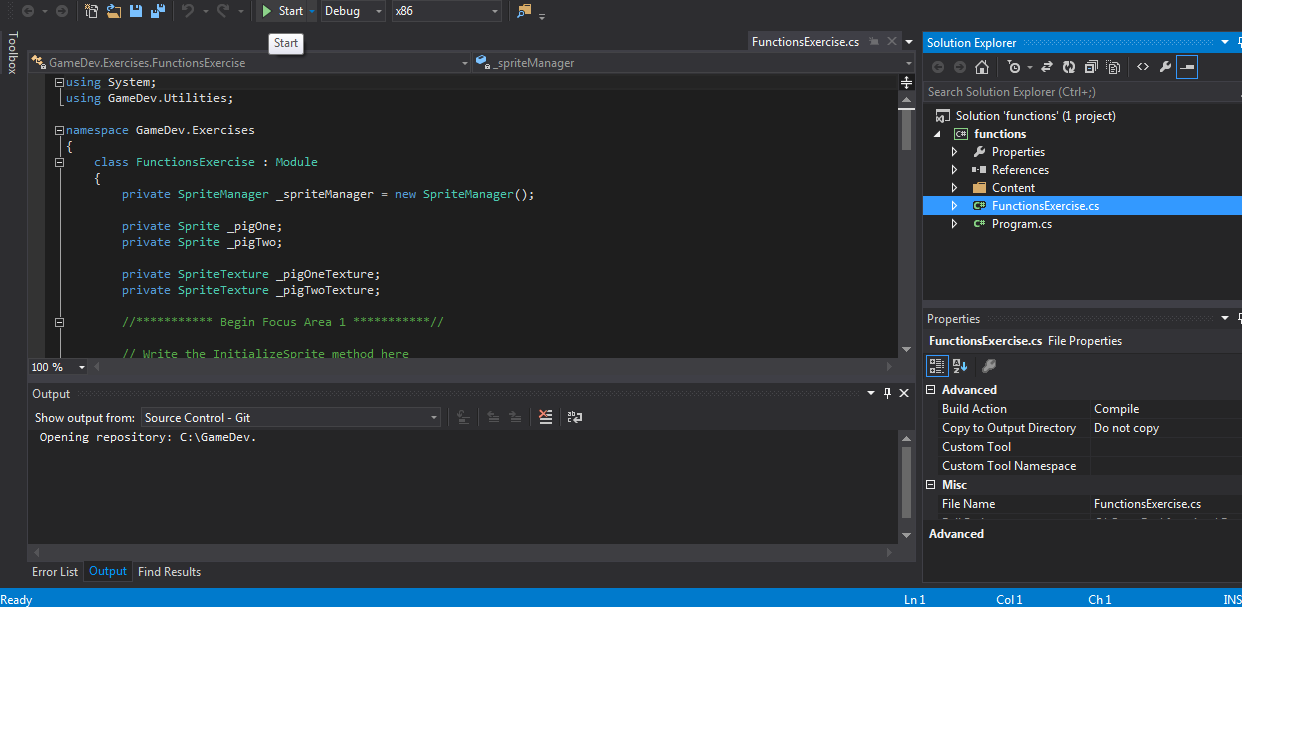 Start Debug x86
Start
Toolbox
FunctionsExercise.cs
GameDev.Exercises.FunctionsExercise _spriteManager
using System;
using GameDev.Utilities;
namespace GameDev.Exercises
{
class FunctionsExercise : Module
{
private SpriteManager _spriteManager = new SpriteManager();
private Sprite _pigOne;
private Sprite _pigTwo;
private SpriteTexture _pigOneTexture;
private SpriteTexture _pigTwoTexture;
//*********** Begin Focus Area 1 ***********//
// Write the InitializeSprite method here
100 %
Output
Show output from: Source Control - Git
Opening repository: C:\GameDev.
Error List Output Find Results
Solution Explorer
Search Solution Explorer (Ctrl+;)
Solution 'functions' (1 project)
C# functions
Properties
References
Content
C# FunctionsExercise.cs
C# Program.cs
Properties
FunctionsExercise.cs File Properties
Advanced
Build Action Compile
Copy to Output Directory Do not copy
Custom Tool
Custom Tool Namespace
Misc
File Name FunctionsExercise.cs
Advanced
Ready Ln 1 Col 1 Ch 1 INS